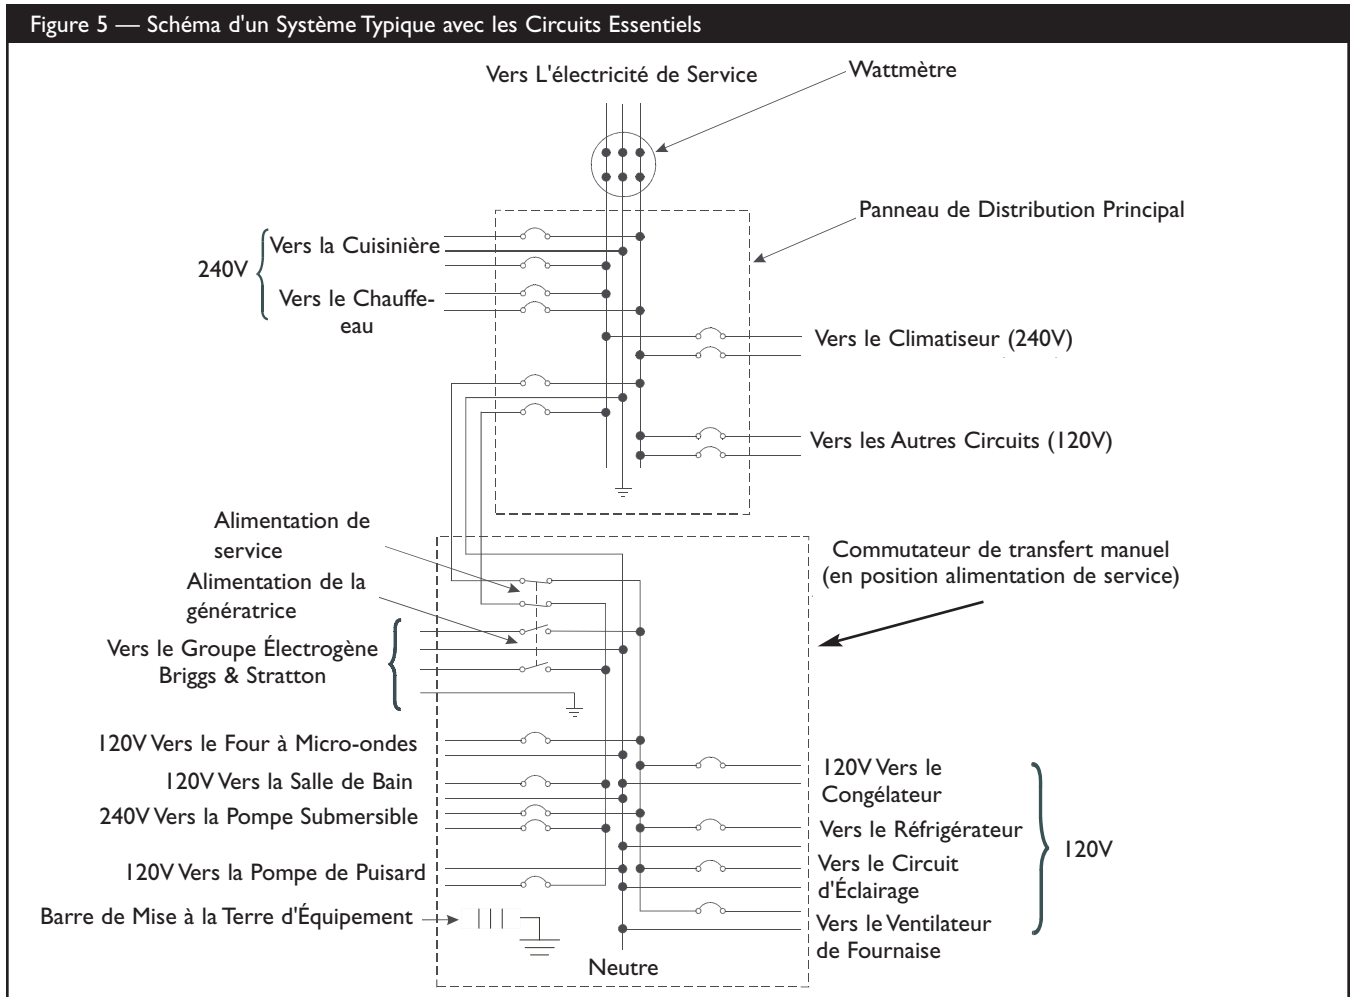 Figure 5 — Schéma d'un Système Typique avec les Circuits Essentiels
Vers L'électricité de Service
Wattmètre
Panneau de Distribution Principal
Vers la Cuisinière
240V
Vers le Chauffe-
eau
Vers le Climatiseur (240V)
Vers les Autres Circuits (120V)
Alimentation de
service
Alimentation de la
génératrice
Commutateur de transfert manuel
(en position alimentation de service)
Vers le Groupe Électrogène
Briggs & Stratton
120V Vers le Four à Micro-ondes
120V Vers la Salle de Bain
240V Vers la Pompe Submersible
120V Vers la Pompe de Puisard
Barre de Mise à la Terre d'Équipement
120V Vers le
Congélateur
Vers le Réfrigérateur
Vers le Circuit
d'Éclairage
Vers le Ventilateur
de Fournaise
120V
Neutre